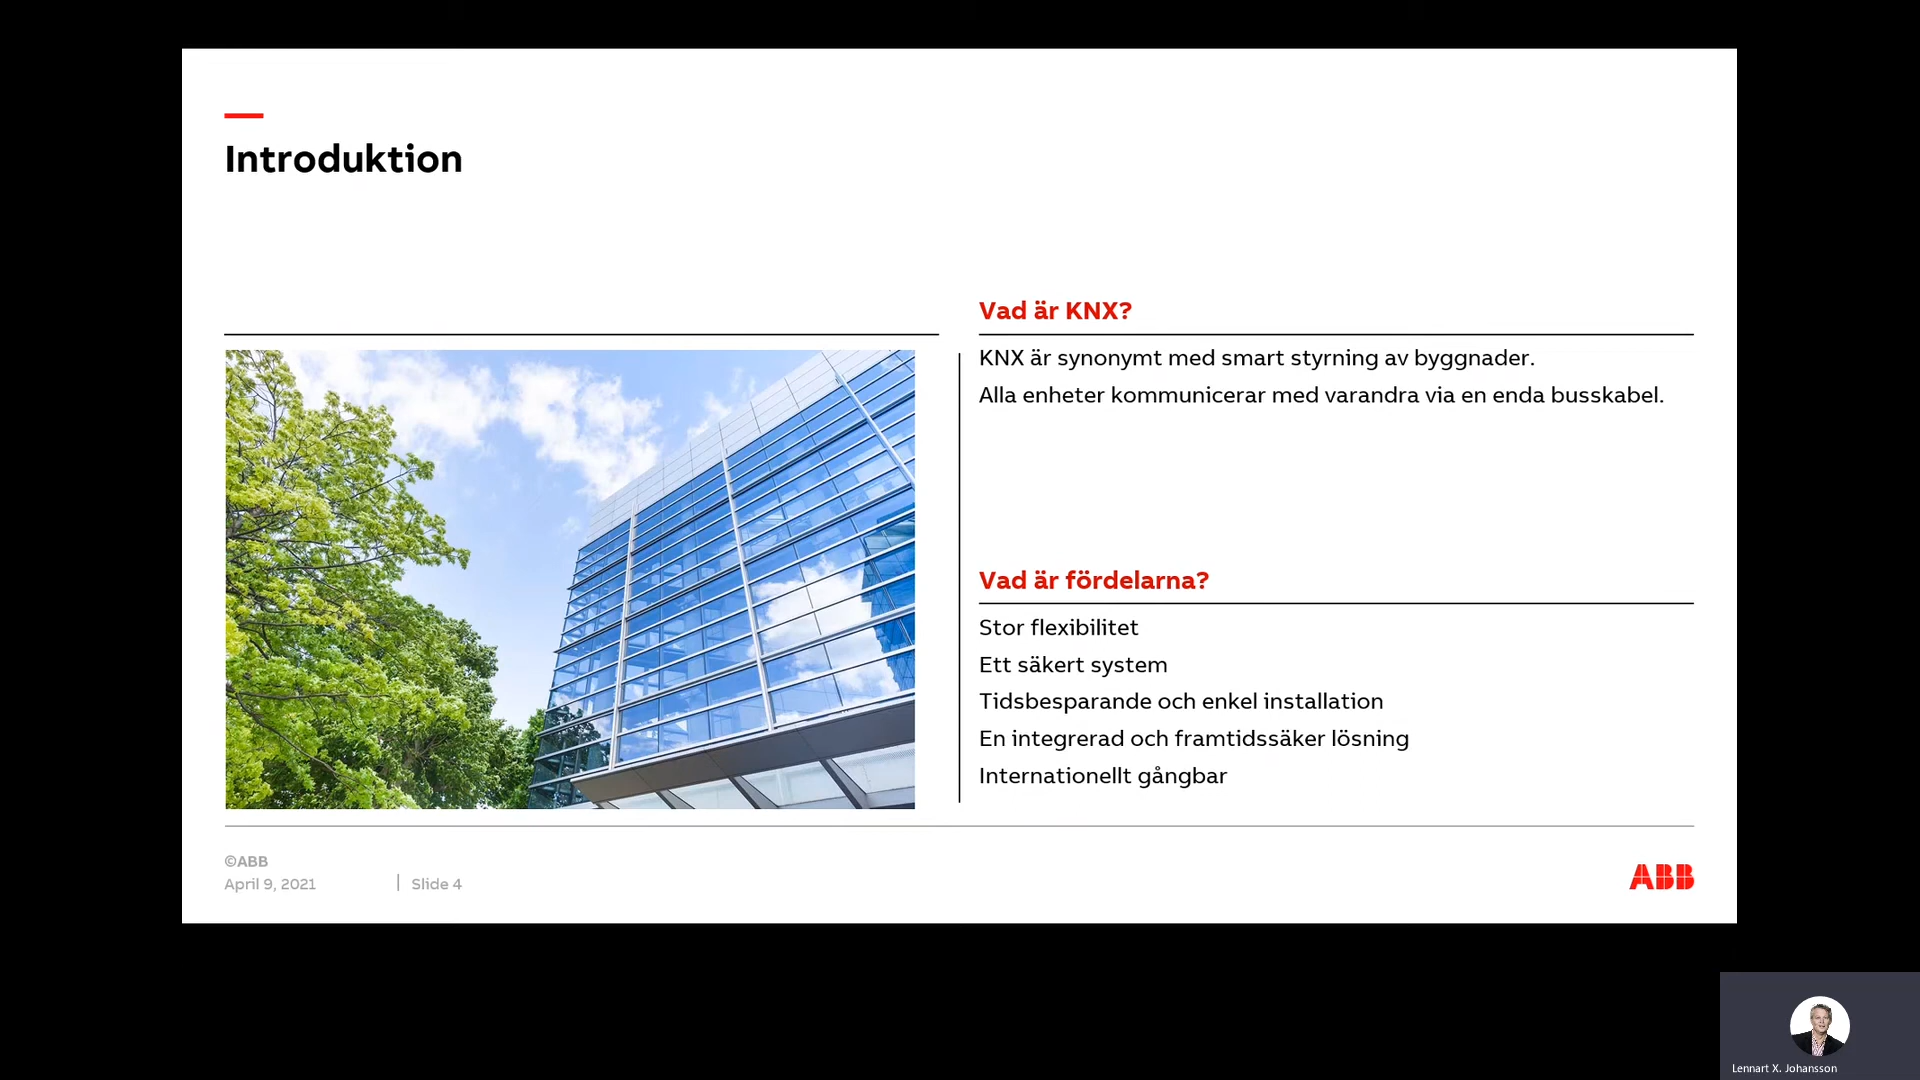 Introduktion
Vad är KNX?
KNX är synonymt med smart styrning av byggnader.
Alla enheter kommunicerar med varandra via en enda busskabel.
Vad är fördelarna?
Stor flexibilitet
Ett säkert system
Tidsbesparande och enkel installation
En integrerad och framtidssäker lösning
Internationellt gångbar
©ABB
April 9, 2021
Slide 4
ABB
Lennart X. Johansson